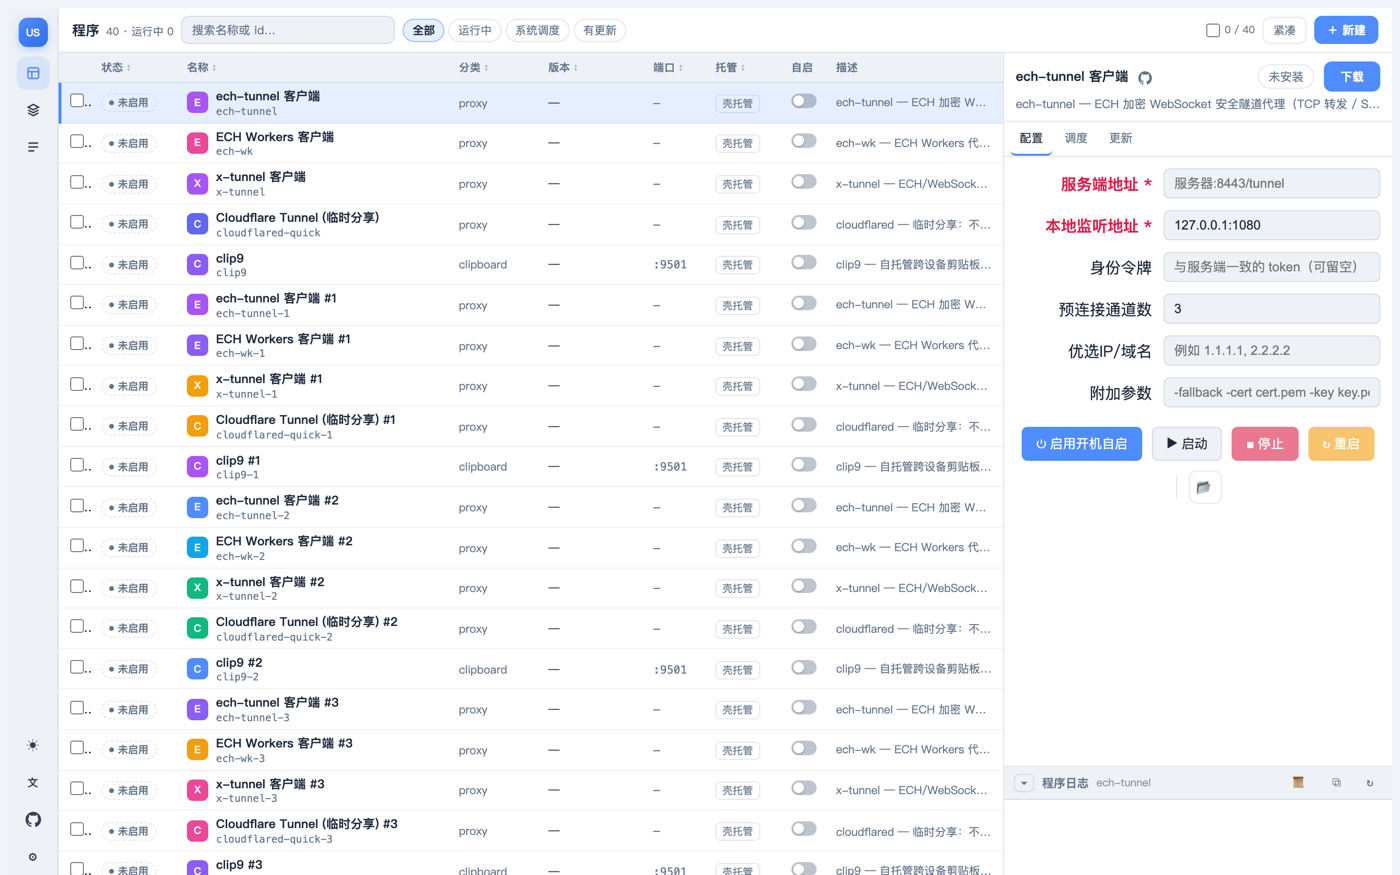 US
程序 40 · 运行中 0
搜索名称或 id...
全部 运行中 系统调度 有更新
0 / 40 紧凑 + 新建
状态 名称 分类 版本 端口 托管 自启 描述
未启用 E ech-tunnel 客户端 proxy — – 壳托管 ech-tunnel — ECH 加密 W...
ech-tunnel
未启用 E ECH Workers 客户端 proxy — – 壳托管 ech-wk — ECH Workers 代...
ech-wk
未启用 X x-tunnel 客户端 proxy — – 壳托管 x-tunnel — ECH/WebSock...
x-tunnel
未启用 C Cloudflare Tunnel (临时分享) proxy — – 壳托管 cloudflared — 临时分享：不...
cloudflared-quick
未启用 C clip9 clipboard — :9501 壳托管 clip9 — 自托管跨设备剪贴板...
clip9
未启用 E ech-tunnel 客户端 #1 proxy — – 壳托管 ech-tunnel — ECH 加密 W...
ech-tunnel-1
未启用 E ECH Workers 客户端 #1 proxy — – 壳托管 ech-wk — ECH Workers 代...
ech-wk-1
未启用 X x-tunnel 客户端 #1 proxy — – 壳托管 x-tunnel — ECH/WebSock...
x-tunnel-1
未启用 C Cloudflare Tunnel (临时分享) #1 proxy — – 壳托管 cloudflared — 临时分享：不...
cloudflared-quick-1
未启用 C clip9 #1 clipboard — :9501 壳托管 clip9 — 自托管跨设备剪贴板...
clip9-1
未启用 E ech-tunnel 客户端 #2 proxy — – 壳托管 ech-tunnel — ECH 加密 W...
ech-tunnel-2
未启用 E ECH Workers 客户端 #2 proxy — – 壳托管 ech-wk — ECH Workers 代...
ech-wk-2
未启用 X x-tunnel 客户端 #2 proxy — – 壳托管 x-tunnel — ECH/WebSock...
x-tunnel-2
未启用 C Cloudflare Tunnel (临时分享) #2 proxy — – 壳托管 cloudflared — 临时分享：不...
cloudflared-quick-2
未启用 C clip9 #2 clipboard — :9501 壳托管 clip9 — 自托管跨设备剪贴板...
clip9-2
未启用 E ech-tunnel 客户端 #3 proxy — – 壳托管 ech-tunnel — ECH 加密 W...
ech-tunnel-3
未启用 E ECH Workers 客户端 #3 proxy — – 壳托管 ech-wk — ECH Workers 代...
ech-wk-3
未启用 X x-tunnel 客户端 #3 proxy — – 壳托管 x-tunnel — ECH/WebSock...
x-tunnel-3
未启用 C Cloudflare Tunnel (临时分享) #3 proxy — – 壳托管 cloudflared — 临时分享：不...
cloudflared-quick-3
未启用 C clip9 #3 clipboard — :9501 壳托管 clip9 — 自托管跨设备剪贴板...
文
ech-tunnel 客户端 未安装 下载
ech-tunnel — ECH 加密 WebSocket 安全隧道代理（TCP 转发 / S...
配置 调度 更新
服务端地址 * 服务器:8443/tunnel
本地监听地址 * 127.0.0.1:1080
身份令牌 与服务端一致的 token（可留空）
预连接通道数 3
优选IP/域名 例如 1.1.1.1, 2.2.2.2
附加参数 -fallback -cert cert.pem -key key.pe
启用开机自启 启动 停止 重启
程序日志 ech-tunnel